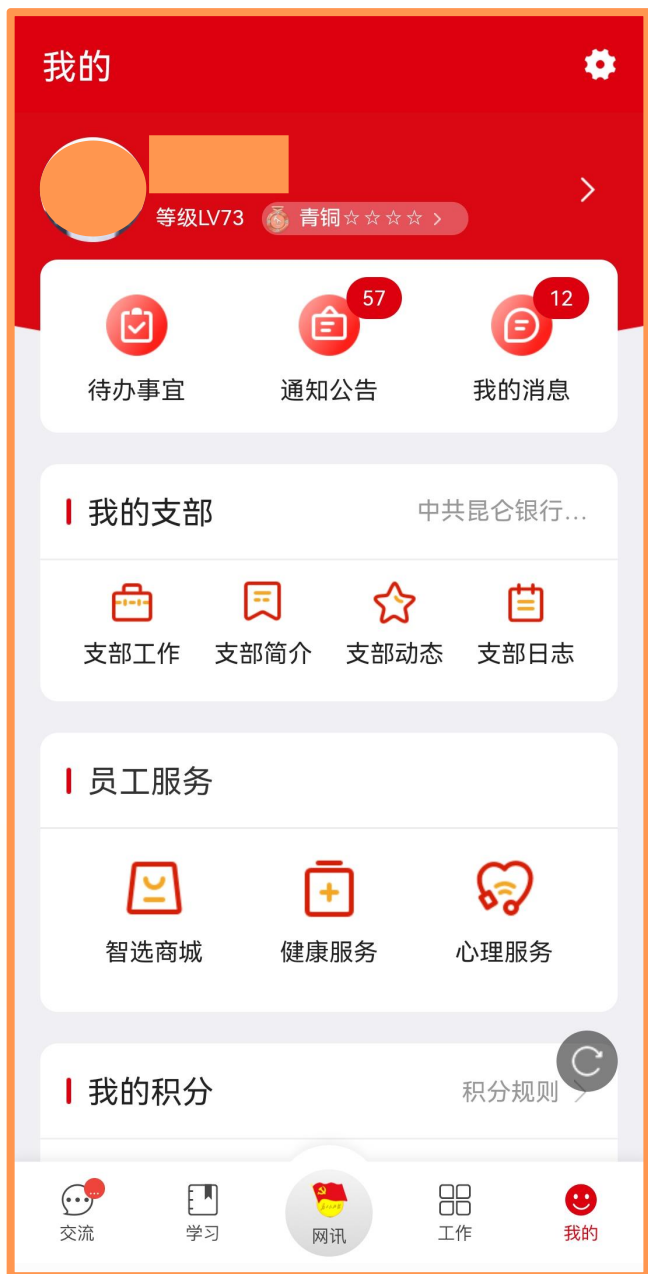 我的
等级LV73 青铜☆☆☆☆ >
57 12
待办事宜 通知公告 我的消息
我的支部 中共昆仑银行...
支部工作 支部简介 支部动态 支部日志
员工服务
智选商城 健康服务 心理服务
我的积分 积分规则 >
交流 学习 网讯 工作 我的